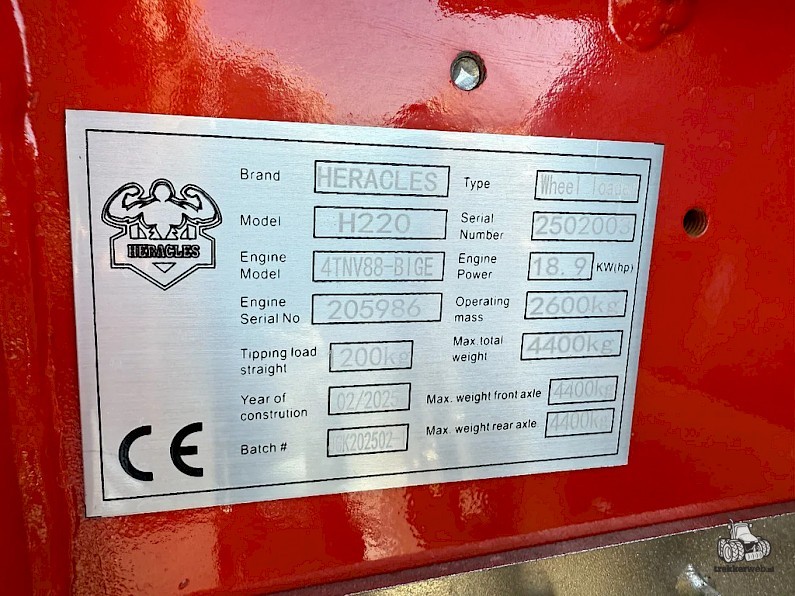 Brand HERACLES Type Wheel loader
Model H220 Serial Number 2502003
Engine Model 4TNV88-BIGE Engine Power 18.9 KW(hp)
Engine Serial No 205986 Operating mass 2600kg
Tipping load straight 1200kg Max.total weight 4400kg
Year of constrution 02/2025 Max. weight front axle 4400kg
Batch # Max. weight rear axle 4400kg
HERACLES
CE
trekkerweb.nl